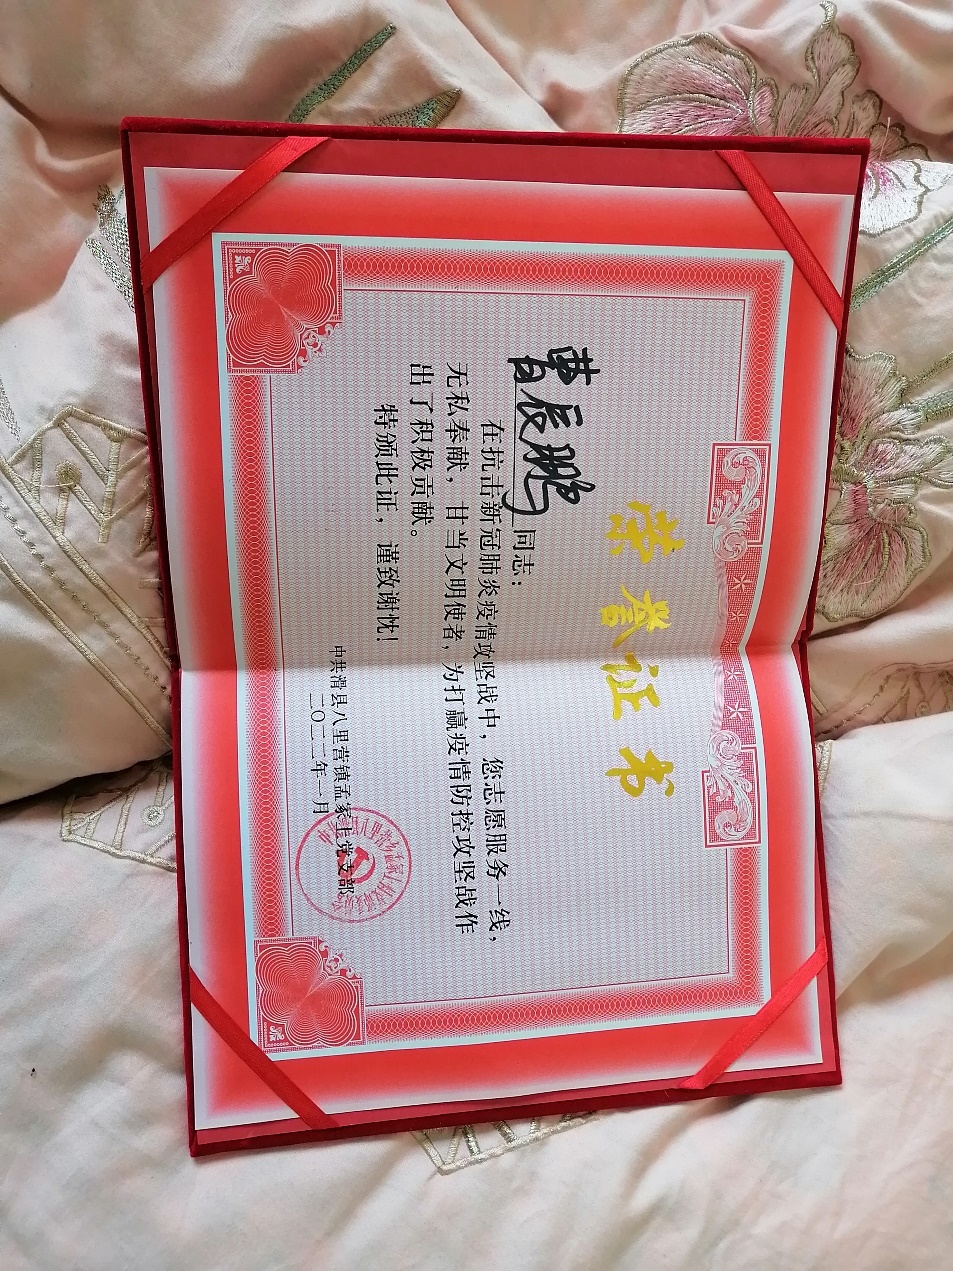 荣誉证书
曹辰鹏同志：
在抗击新冠肺炎疫情攻坚战中，您志愿服务一线，
无私奉献，甘当文明使者，为打赢疫情防控攻坚战作
出了积极贡献。
特颁此证，谨致谢忱！
中共滑县八里营镇孟家上党支部
二〇二二年一月